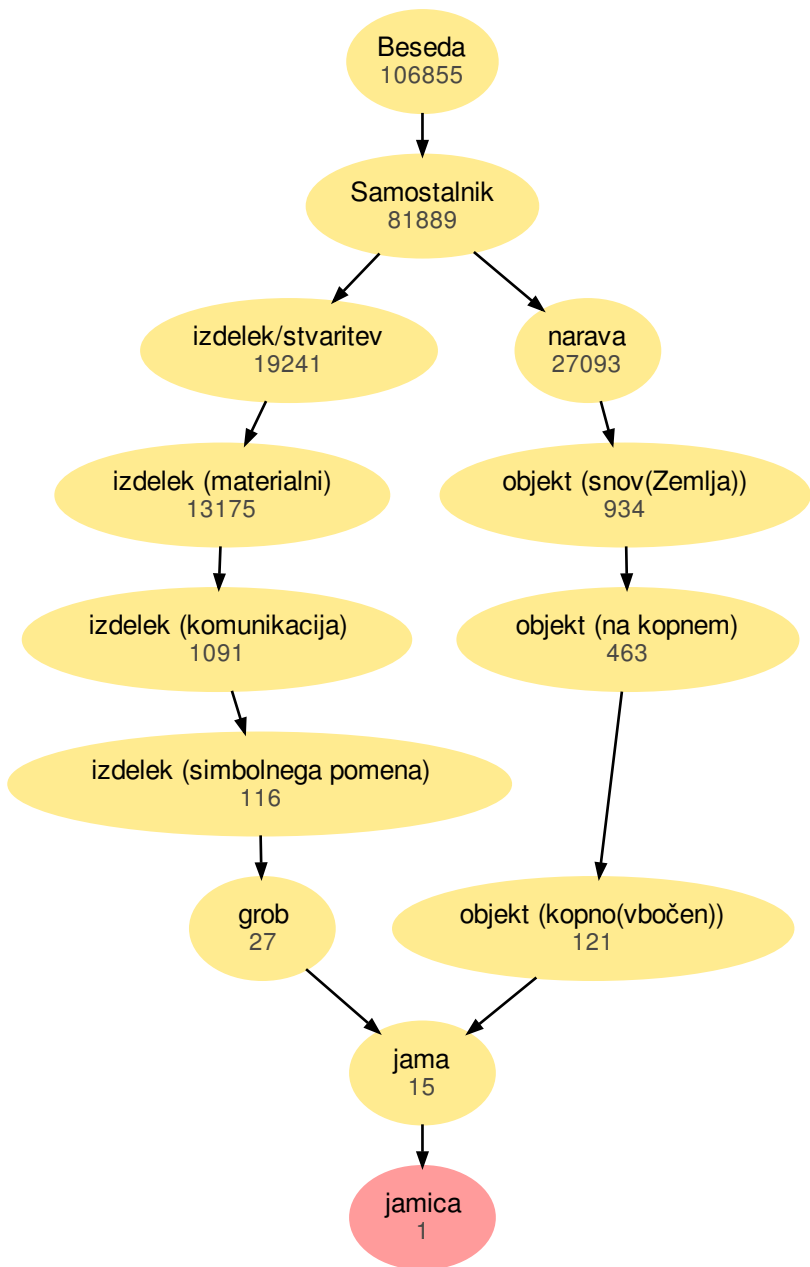 Beseda
106855
Samostalnik
81889
izdelek/stvaritev
19241
narava
27093
izdelek (materialni)
13175
objekt (snov(Zemlja))
934
izdelek (komunikacija)
1091
objekt (na kopnem)
463
izdelek (simbolnega pomena)
116
grob
27
objekt (kopno(vbočen))
121
jama
15
jamica
1